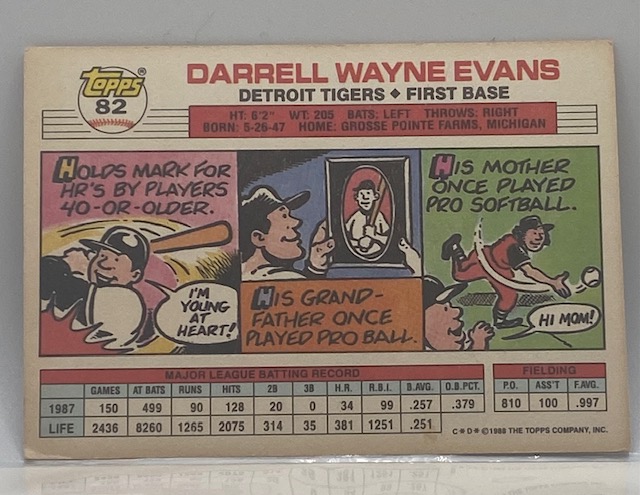 Topps®
82
DARRELL WAYNE EVANS
DETROIT TIGERS ◆ FIRST BASE
HT: 6'2" WT: 205 BATS: LEFT THROWS: RIGHT
BORN: 5-26-47 HOME: GROSSE POINTE FARMS, MICHIGAN
HOLDS MARK FOR
HR'S BY PLAYERS
40-OR-OLDER.
I'M
YOUNG
AT
HEART!
HIS GRAND-
FATHER ONCE
PLAYED PRO BALL.
HIS MOTHER
ONCE PLAYED
PRO SOFTBALL.
HI MOM!
MAJOR LEAGUE BATTING RECORD
GAMES AT BATS RUNS HITS 2B 3B H.R. R.B.I. B.AVG. O.B.PCT.
1987 150 499 90 128 20 0 34 99 .257 .379
LIFE 2436 8260 1265 2075 314 35 381 1251 .251
FIELDING
P.O. ASS'T F.AVG.
810 100 .997
C*D* ©1988 THE TOPPS COMPANY, INC.